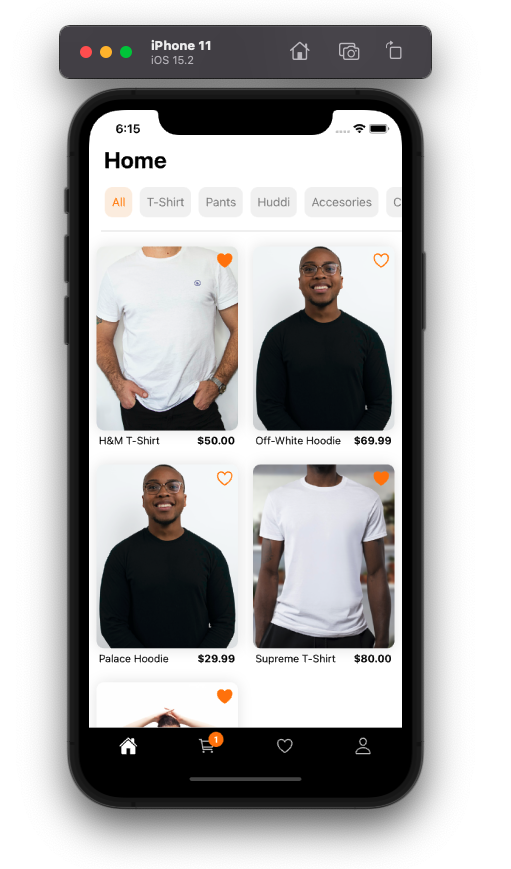 iPhone 11
iOS 15.2
6:15
Home
All T-Shirt Pants Huddi Accesories C
H&M T-Shirt $50.00 Off-White Hoodie $69.99
Palace Hoodie $29.99 Supreme T-Shirt $80.00
1